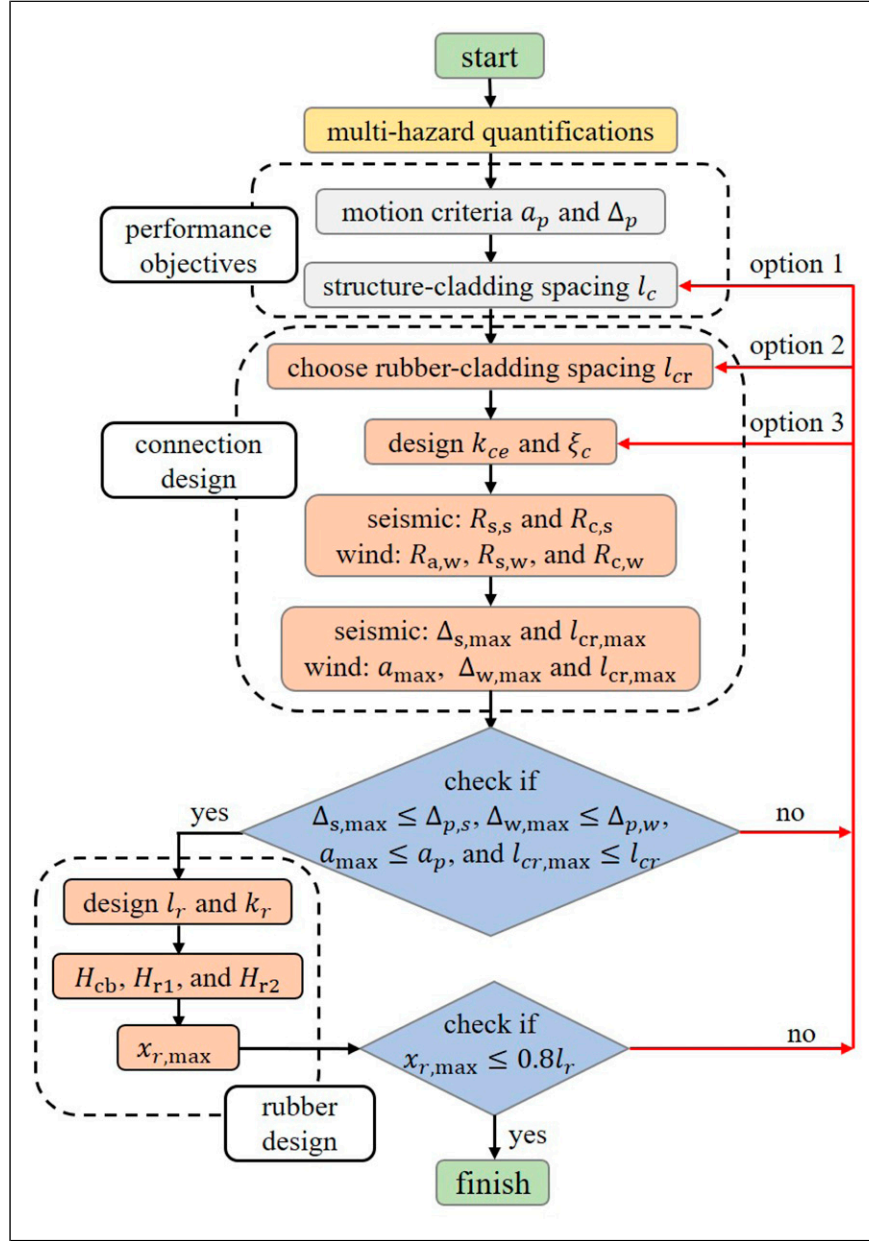 start
multi-hazard quantifications
performance
objectives
motion criteria aₚ and Δₚ
structure-cladding spacing l_c
option 1
choose rubber-cladding spacing l_cr
option 2
connection
design
design k_ce and ξ_c
option 3
seismic: R_s,s and R_c,s
wind: R_a,w, R_s,w, and R_c,w
seismic: Δ_s,max and l_cr,max
wind: a_max, Δ_w,max and l_cr,max
check if
Δ_s,max ≤ Δ_p,s, Δ_w,max ≤ Δ_p,w,
a_max ≤ a_p, and l_cr,max ≤ l_cr
yes
no
design l_r and k_r
H_cb, H_r1, and H_r2
x_r,max
rubber
design
check if
x_r,max ≤ 0.8l_r
no
yes
finish